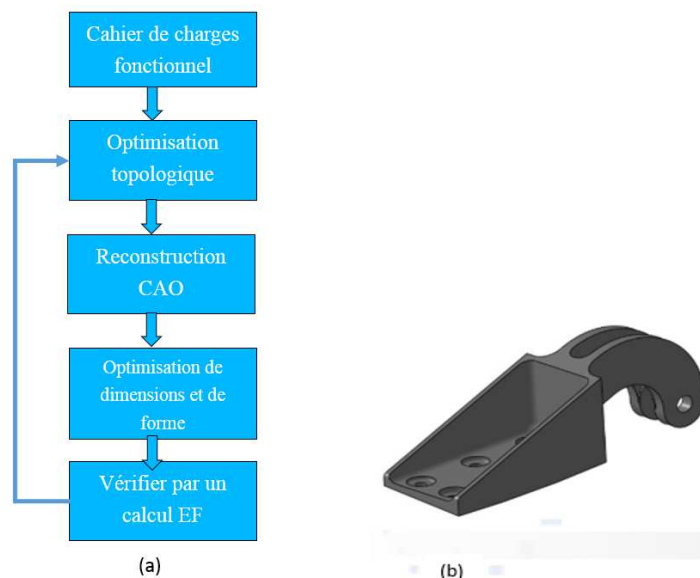 Cahier de charges
fonctionnel
Optimisation
topologique
Reconstruction
CAO
Optimisation de
dimensions et de
forme
Vérifier par un
calcul EF
(a)
(b)